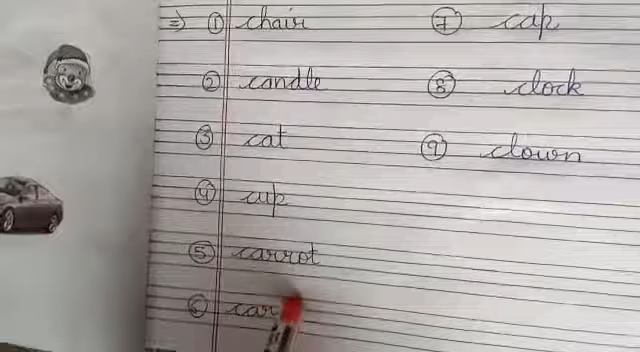 ⇒ ① chair
② candle
③ cat
④ cup
⑤ carrot
⑥ car
⑦ cap
⑧ clock
⑨ clown